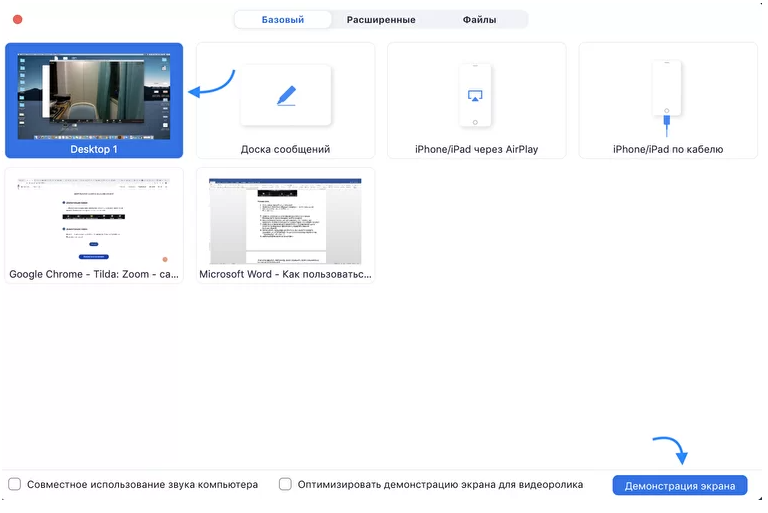 Базовый
Расширенные
Файлы
Desktop 1
Доска сообщений
iPhone/iPad через AirPlay
iPhone/iPad по кабелю
Google Chrome - Tilda: Zoom - ca...
Microsoft Word - Как пользоватьс...
Совместное использование звука компьютера
Оптимизировать демонстрацию экрана для видеоролика
Демонстрация экрана